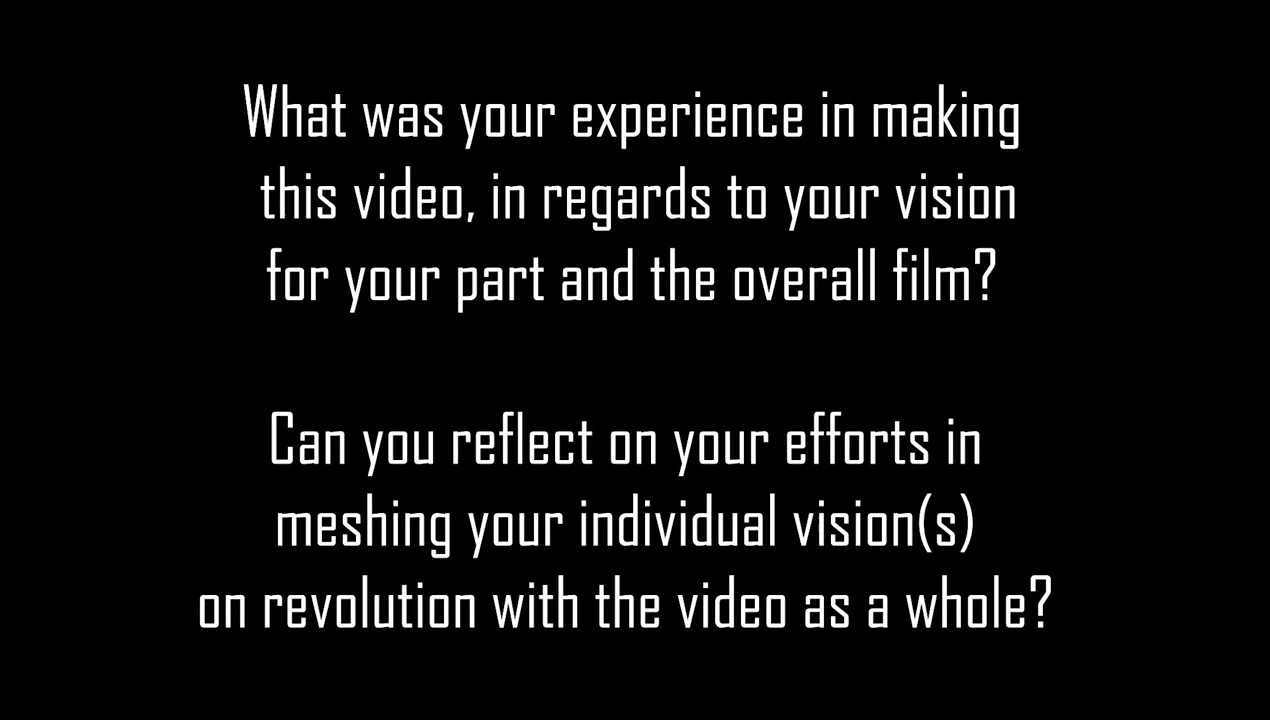 What was your experience in making
this video, in regards to your vision
for your part and the overall film?
Can you reflect on your efforts in
meshing your individual vision(s)
on revolution with the video as a whole?